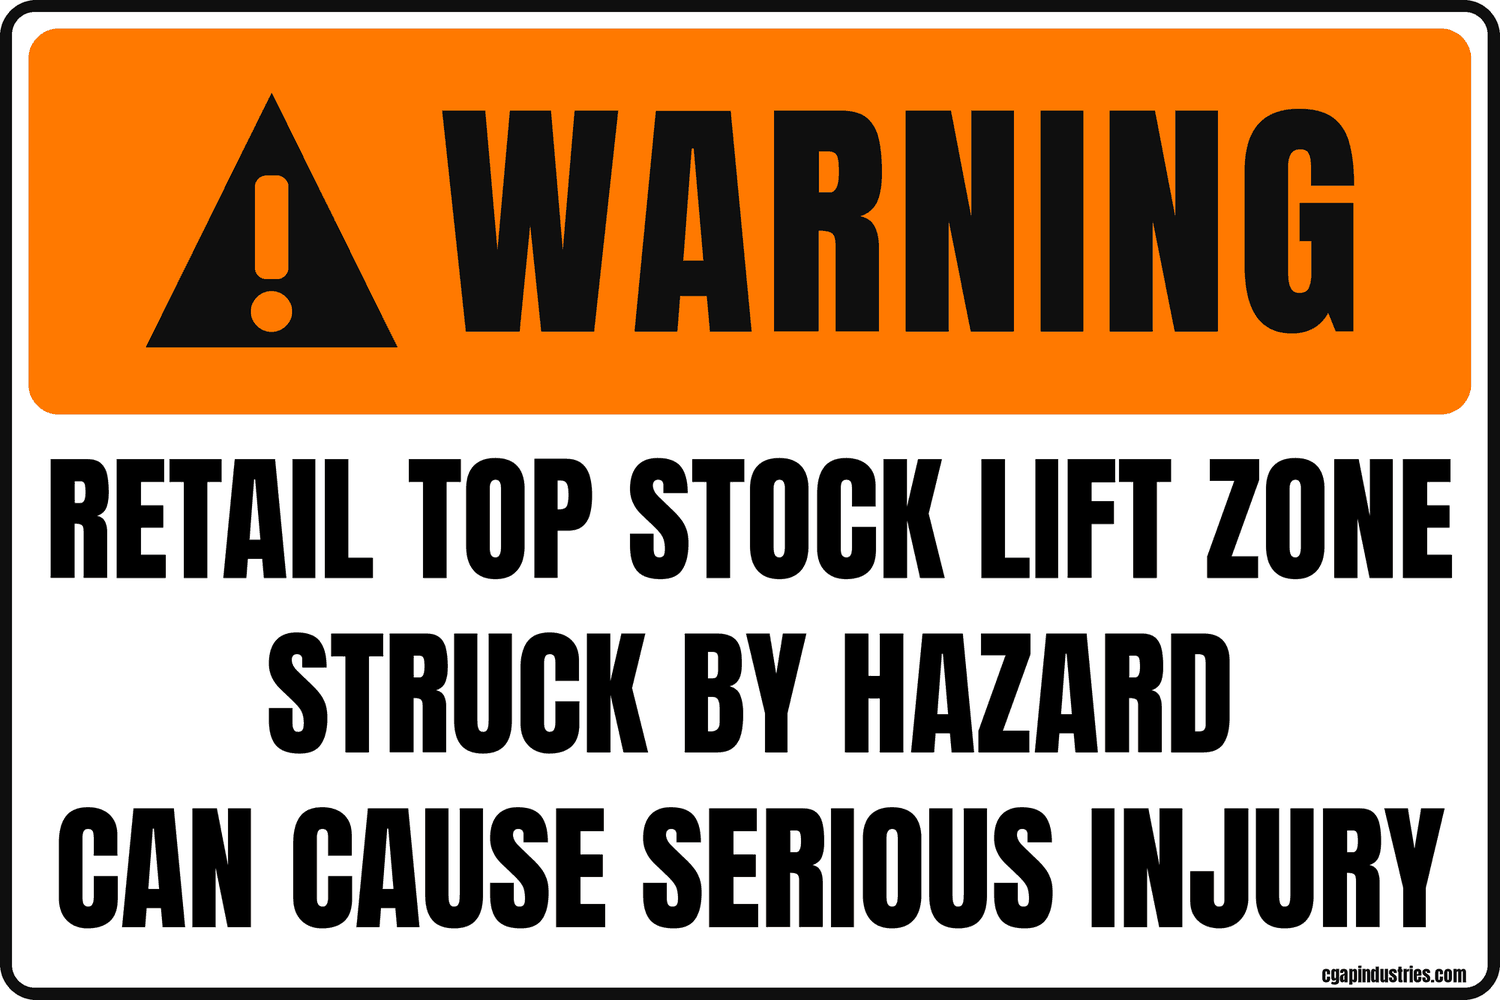 WARNING
RETAIL TOP STOCK LIFT ZONE
STRUCK BY HAZARD
CAN CAUSE SERIOUS INJURY
cgapindustries.com